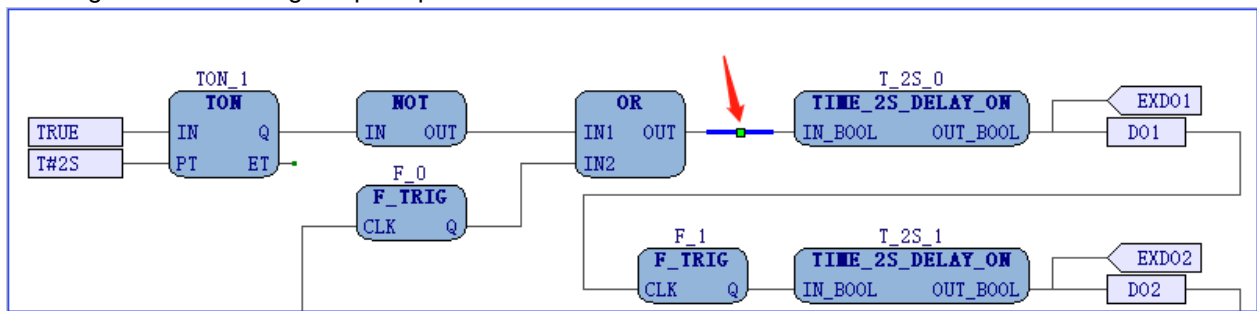 TON_1
TON
TRUE
IN
Q
T#2S
PT
ET
NOT
IN
OUT
F_0
F_TRIG
CLK
Q
OR
IN1
OUT
IN2
T_2S_0
TIME_2S_DELAY_ON
IN_BOOL
OUT_BOOL
EXDO1
DO1
F_1
F_TRIG
CLK
Q
T_2S_1
TIME_2S_DELAY_ON
IN_BOOL
OUT_BOOL
EXDO2
DO2